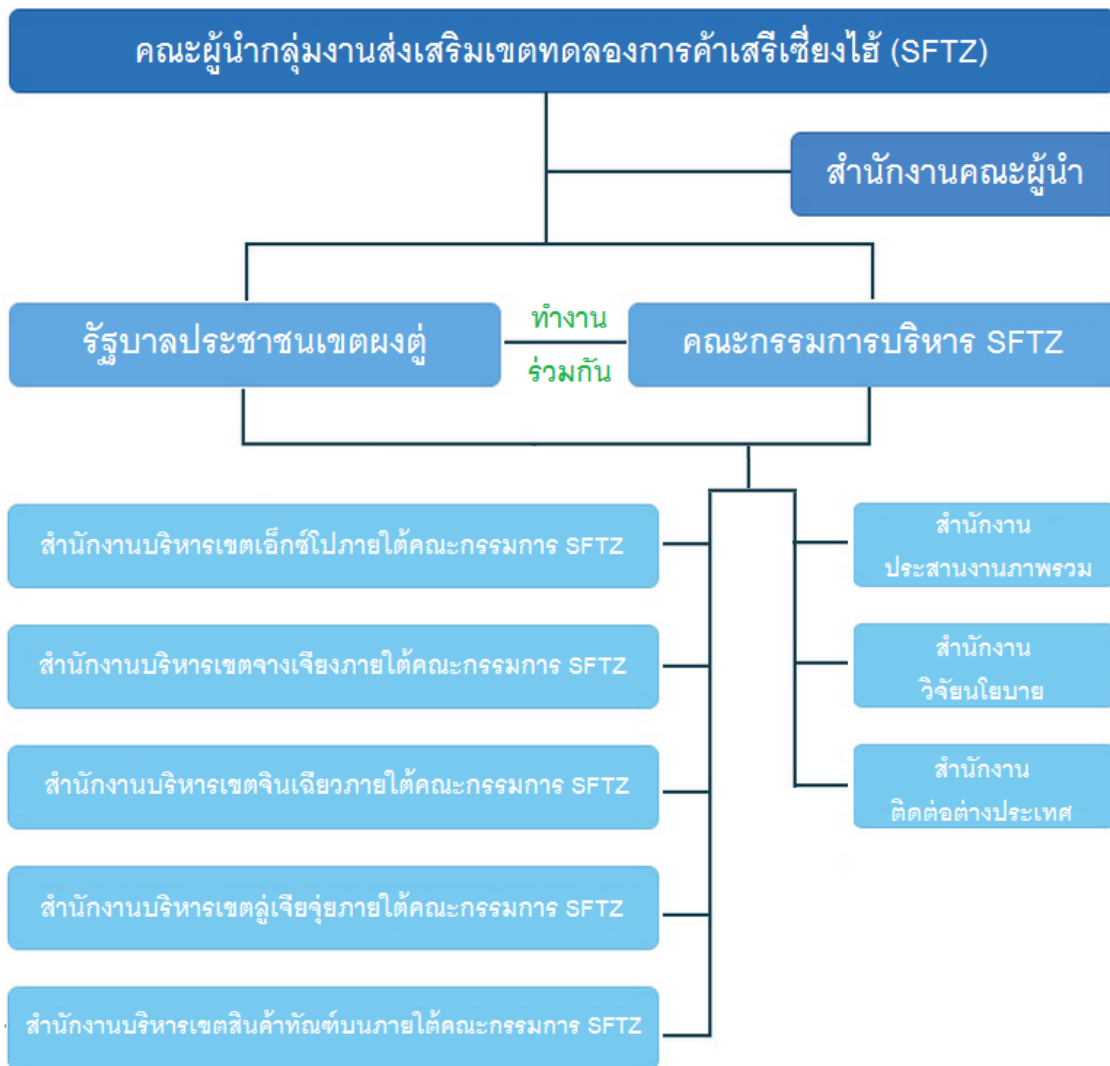 คณะผู้นำกลุ่มงานส่งเสริมเขตทดลองการค้าเสรีเซี่ยงไฮ้ (SFTZ)
สำนักงานคณะผู้นำ
รัฐบาลประชาชนเขตผงตู่
ทำงาน
ร่วมกัน
คณะกรรมการบริหาร SFTZ
สำนักงานบริหารเขตเอ็กซ์โปภายใต้คณะกรรมการ SFTZ
สำนักงานบริหารเขตจางเจียงภายใต้คณะกรรมการ SFTZ
สำนักงานบริหารเขตจินเฉียวภายใต้คณะกรรมการ SFTZ
สำนักงานบริหารเขตลู่เจียจุ่ยภายใต้คณะกรรมการ SFTZ
สำนักงานบริหารเขตสินค้าทัณฑ์บนภายใต้คณะกรรมการ SFTZ
สำนักงาน
ประสานงานภาพรวม
สำนักงาน
วิจัยนโยบาย
สำนักงาน
ติดต่อต่างประเทศ